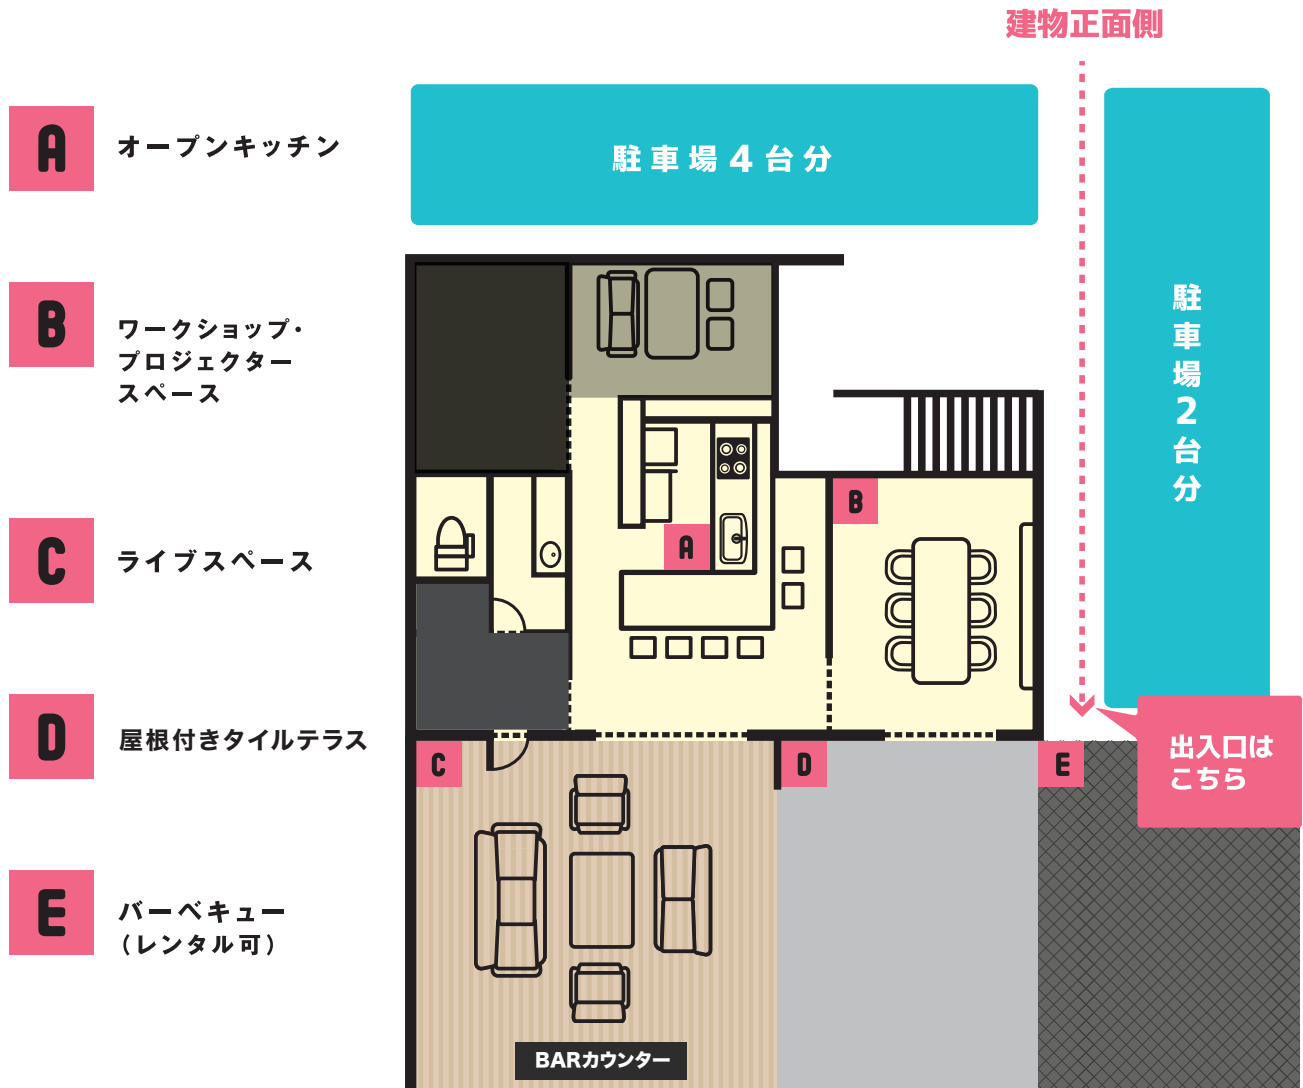 建物正面側
A
オープンキッチン
駐車場4台分
B
ワークショップ・
プロジェクター
スペース
駐車場2台分
B
A
C
ライブスペース
D
屋根付きタイルテラス
C
D
E
出入口は
こちら
E
バーベキュー
（レンタル可）
BARカウンター